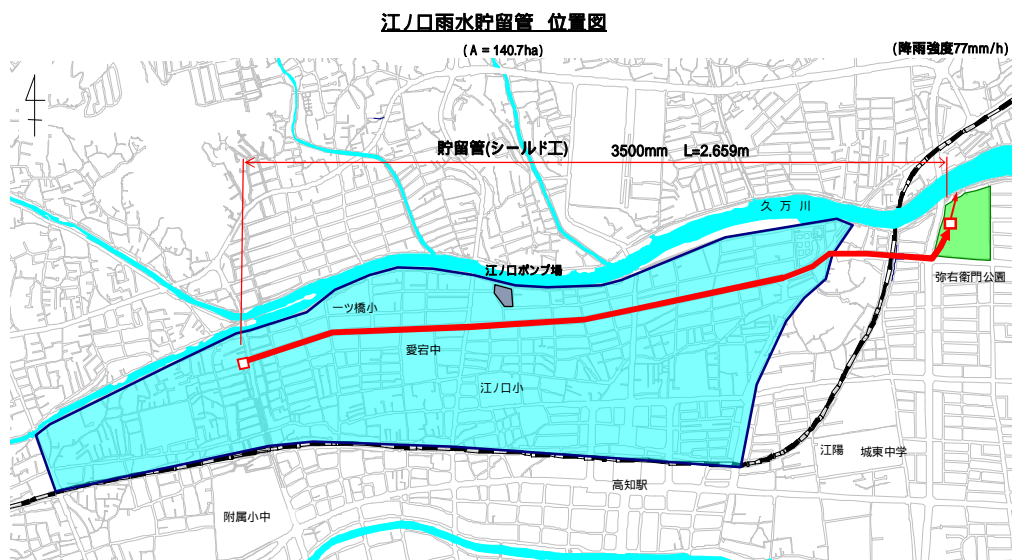 江ノ口雨水貯留管 位置図
(A = 140.7ha)
(降雨強度77mm/h)
貯留管(シールド工) 3500mm L=2.659m
久万川
江ノ口ポンプ場
弥右衛門公園
一ツ橋小
愛宕中
江ノ口小
江陽 城東中学
高知駅
附属小中